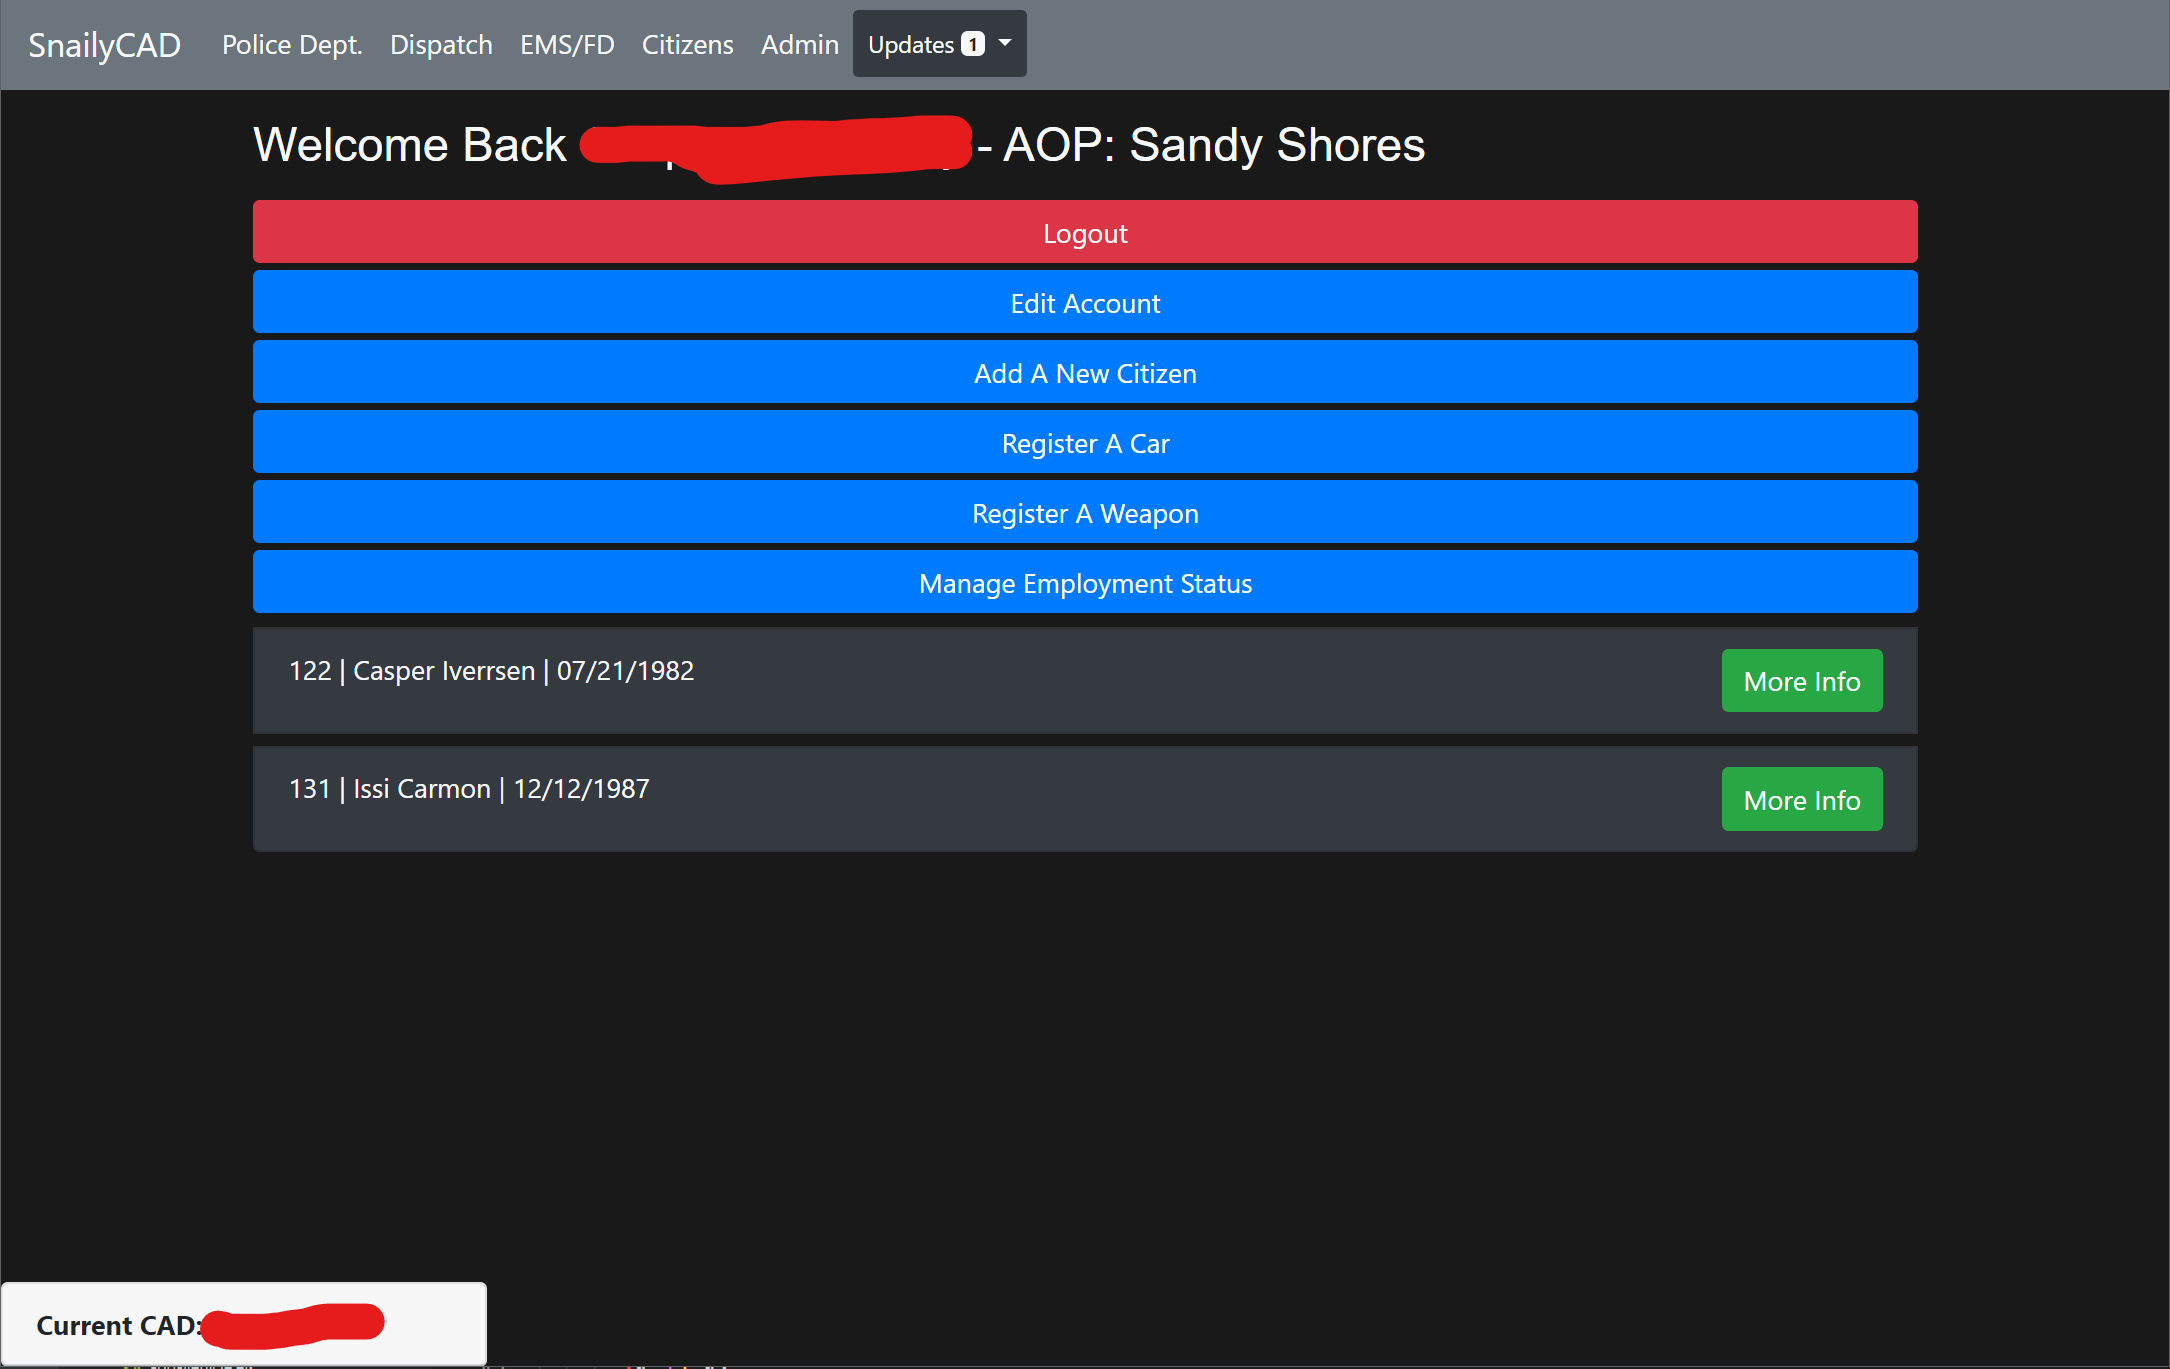 SnailyCAD Police Dept. Dispatch EMS/FD Citizens Admin Updates 1
Welcome Back - AOP: Sandy Shores
Logout
Edit Account
Add A New Citizen
Register A Car
Register A Weapon
Manage Employment Status
122 | Casper Iverrsen | 07/21/1982 More Info
131 | Issi Carmon | 12/12/1987 More Info
Current CAD: